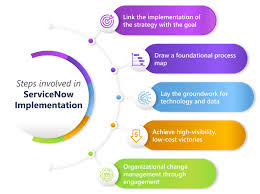 Steps involved in
ServiceNow
Implementation
Link the implementation of
the strategy with the goal
Draw a foundational process
map
Lay the groundwork for
technology and data
Achieve high-visibility,
low-cost victories
Organizational change
management through
engagement